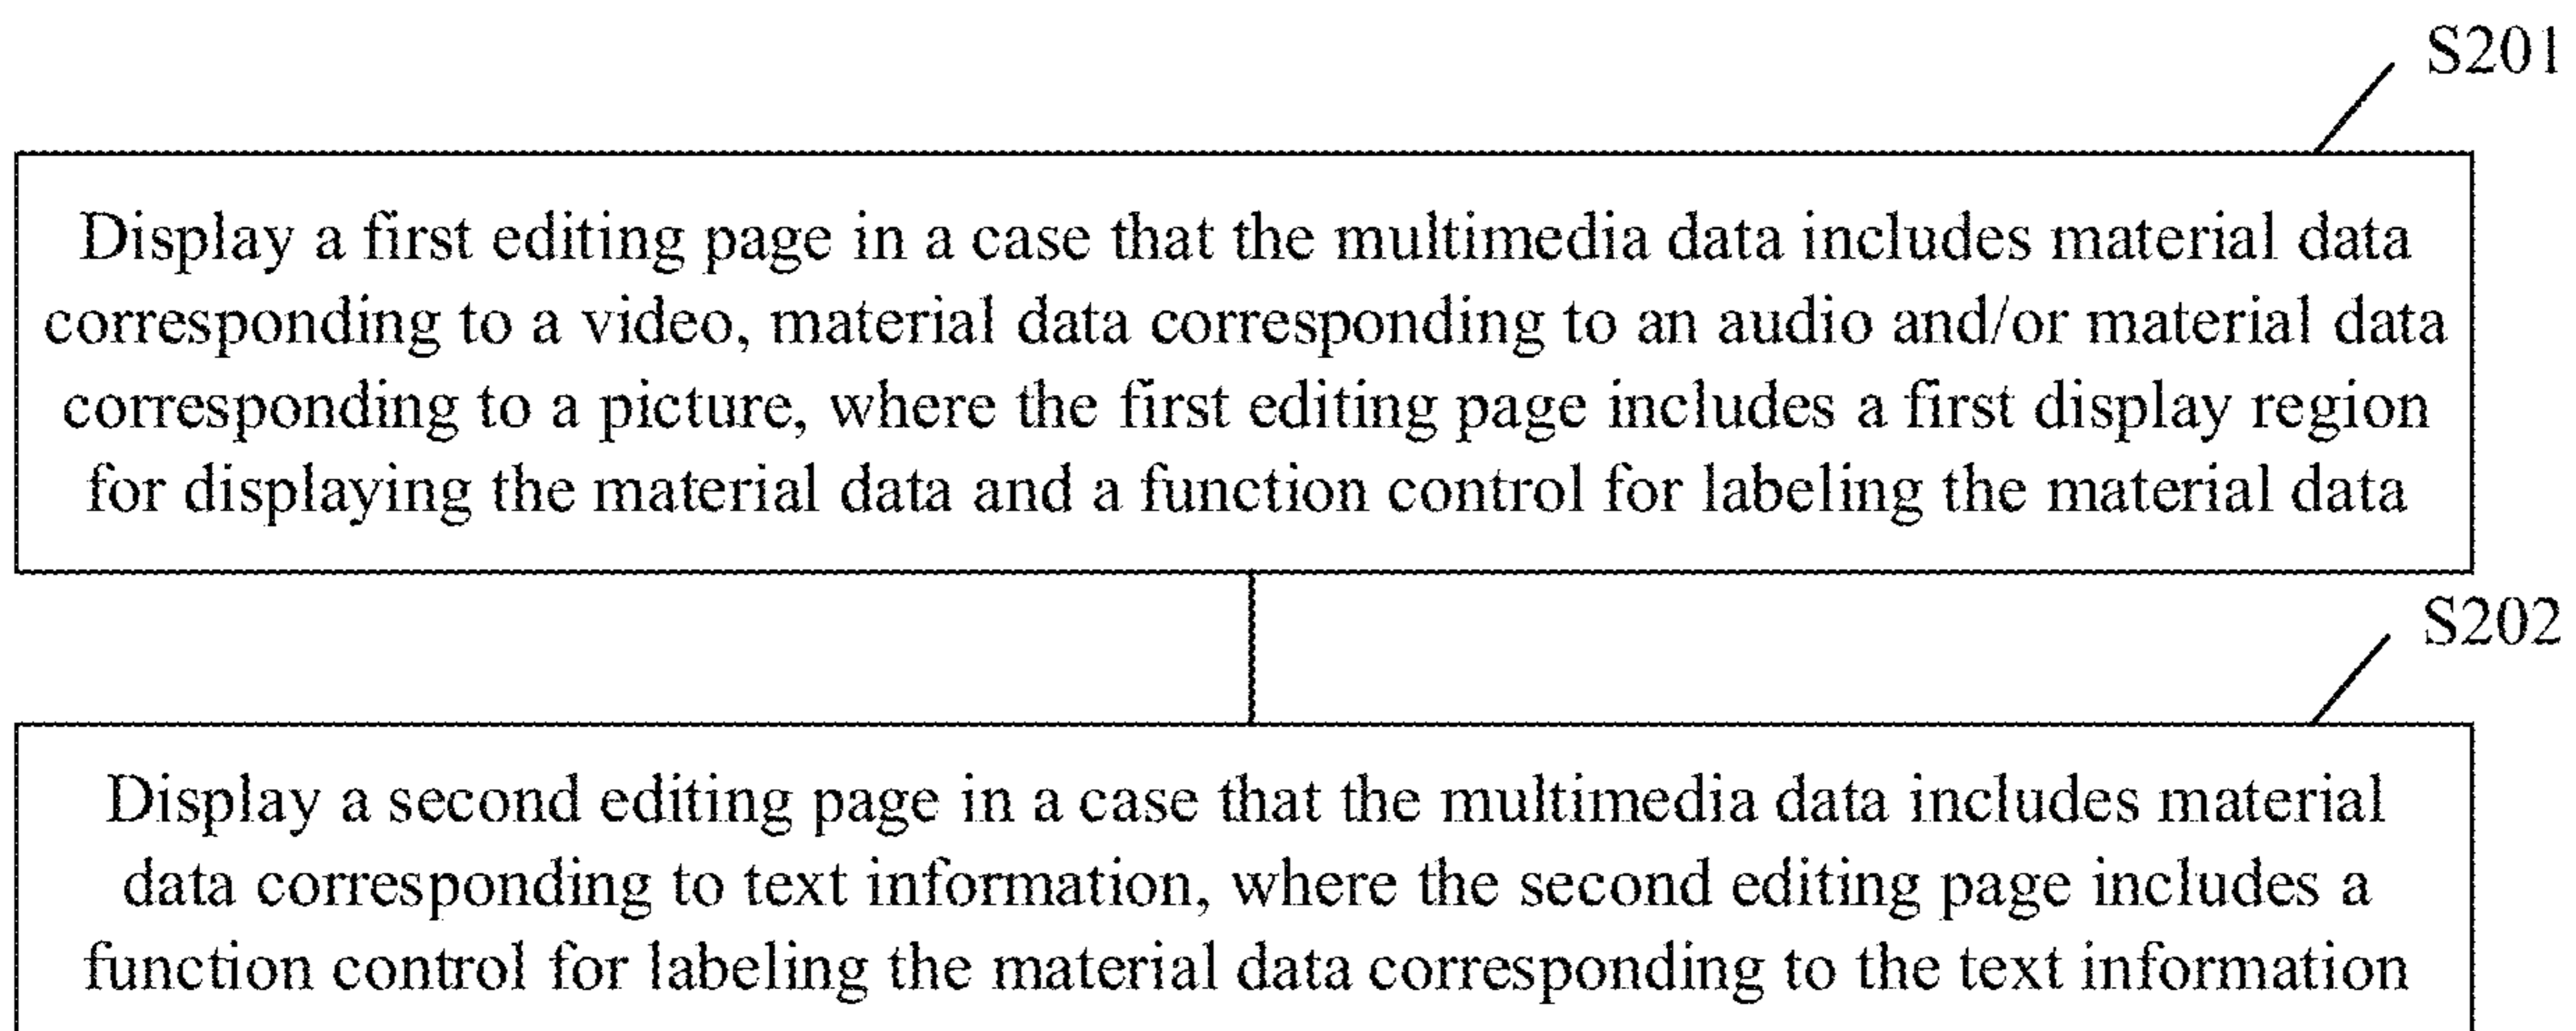 S201
Display a first editing page in a case that the multimedia data includes material data
corresponding to a video, material data corresponding to an audio and/or material data
corresponding to a picture, where the first editing page includes a first display region
for displaying the material data and a function control for labeling the material data
S202
Display a second editing page in a case that the multimedia data includes material
data corresponding to text information, where the second editing page includes a
function control for labeling the material data corresponding to the text information